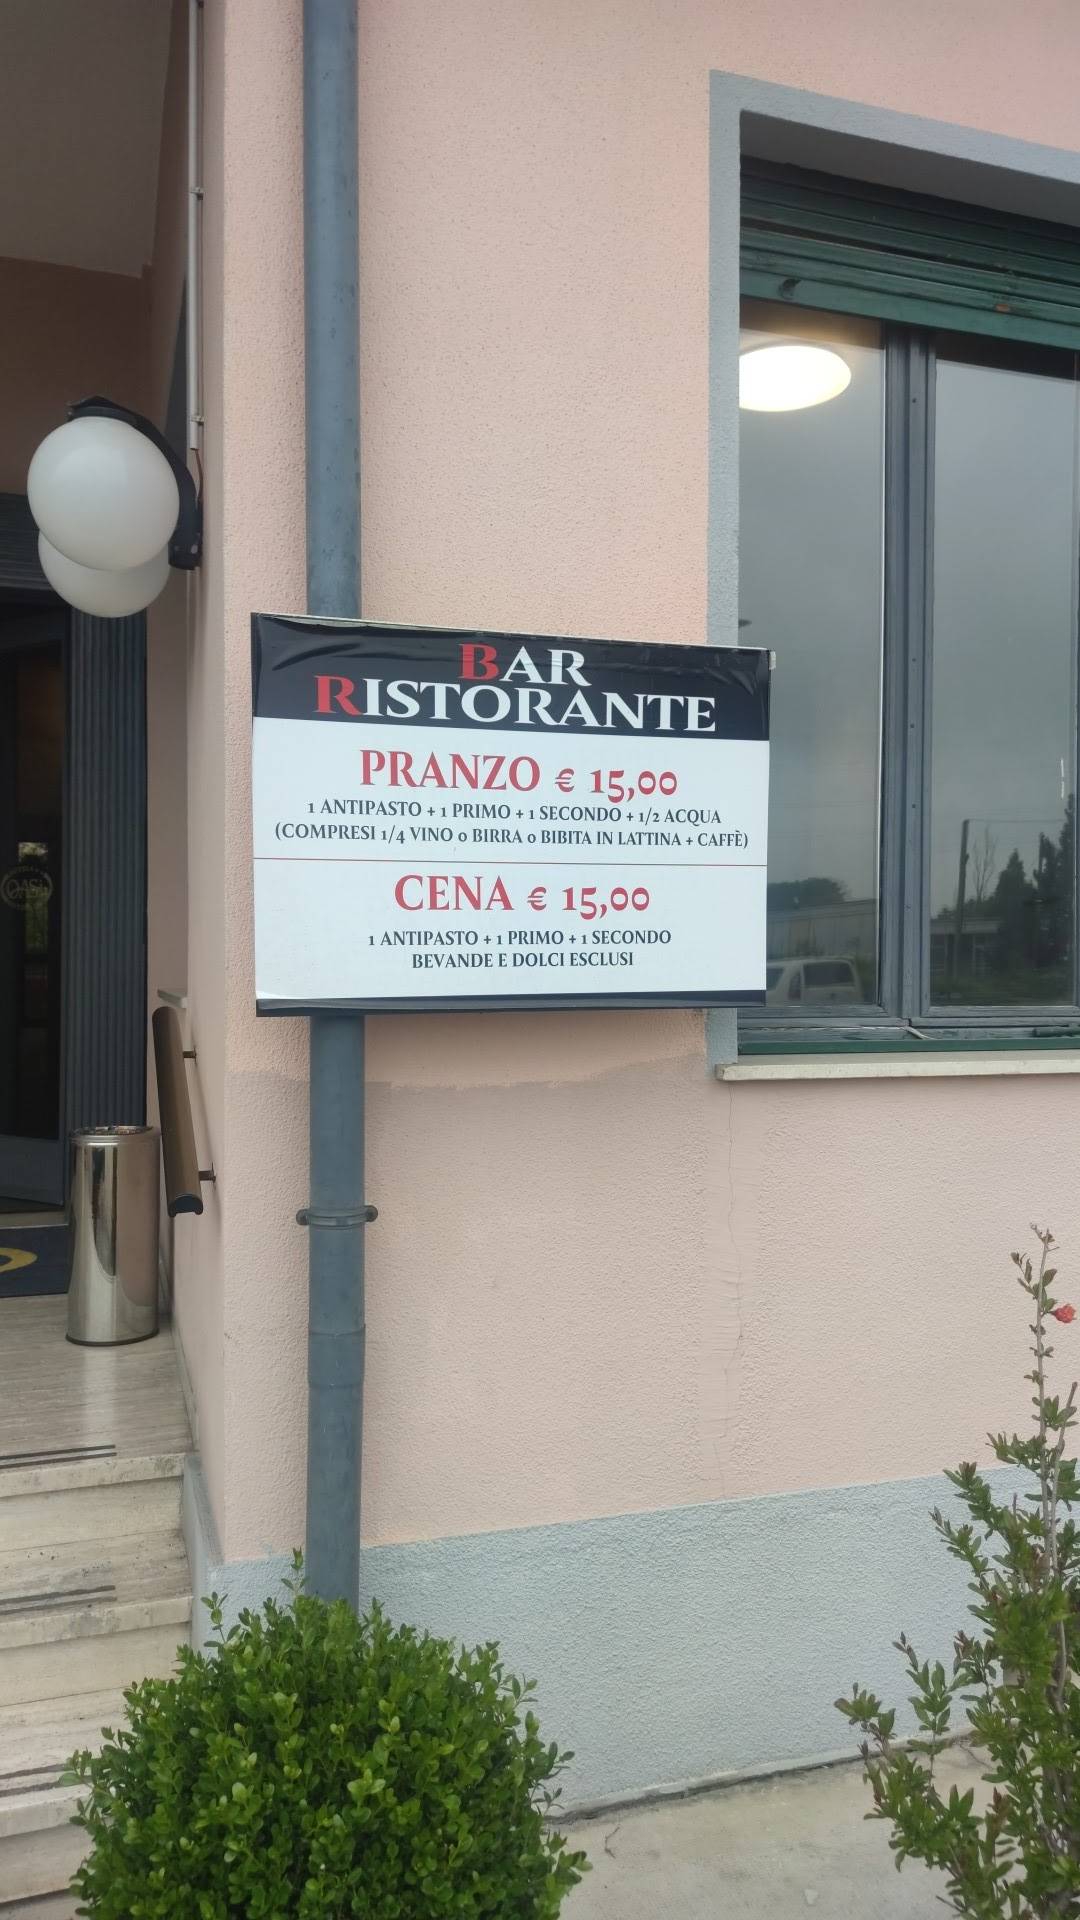 BAR
RISTORANTE
PRANZO € 15,00
1 ANTIPASTO + 1 PRIMO + 1 SECONDO + 1/2 ACQUA
(COMPRESI 1/4 VINO o BIRRA o BIBITA IN LATTINA + CAFFÈ)
CENA € 15,00
1 ANTIPASTO + 1 PRIMO + 1 SECONDO
BEVANDE E DOLCI ESCLUSI
OASI